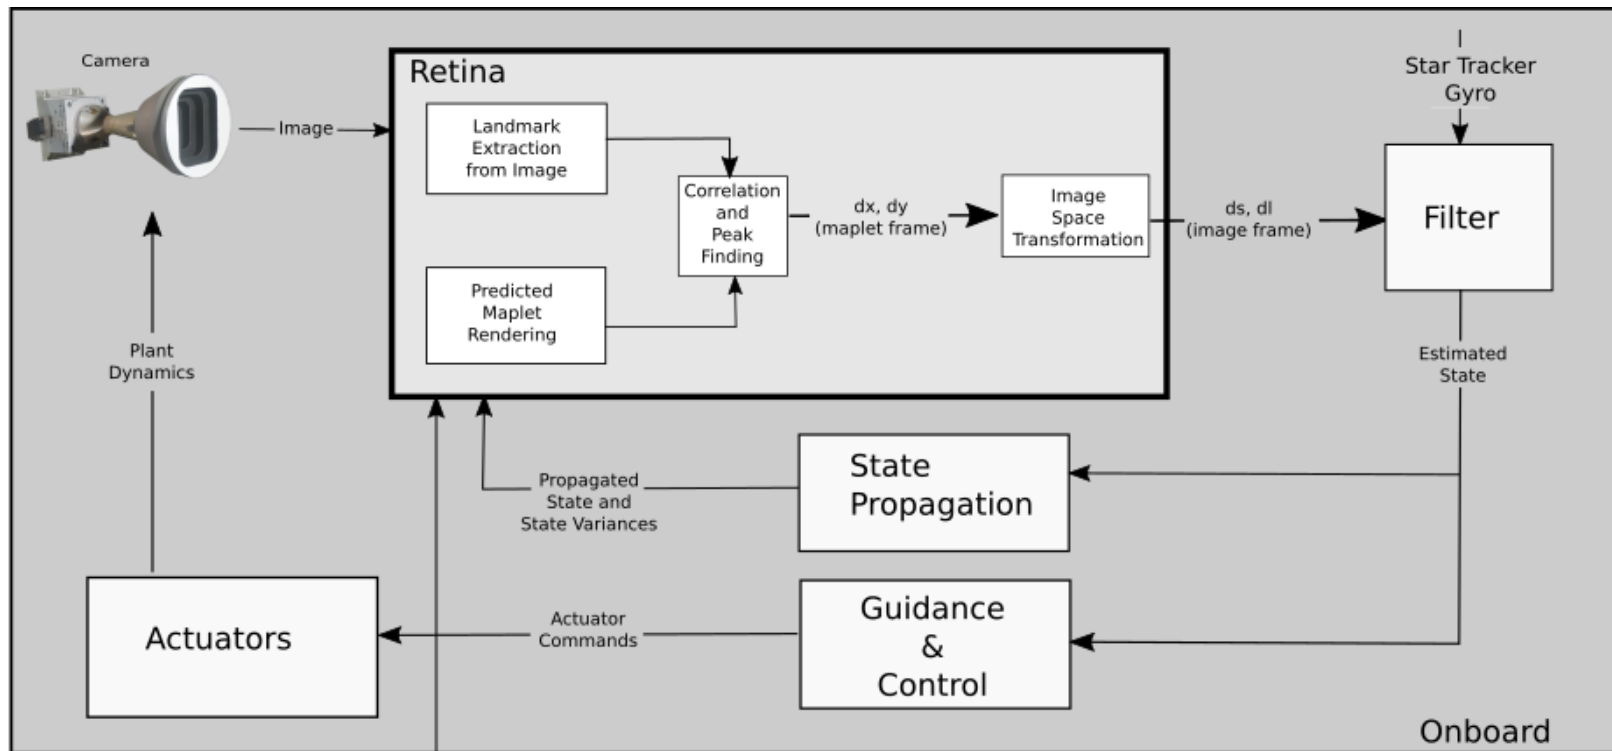 Camera
Image
Retina
Landmark
Extraction
from Image
Predicted
Maplet
Rendering
Correlation
and
Peak
Finding
dx, dy
(maplet frame)
Image
Space
Transformation
ds, dl
(image frame)
Star Tracker
Gyro
Filter
Estimated
State
State
Propagation
Propagated
State and
State Variances
Guidance
&
Control
Actuator
Commands
Actuators
Plant
Dynamics
Onboard